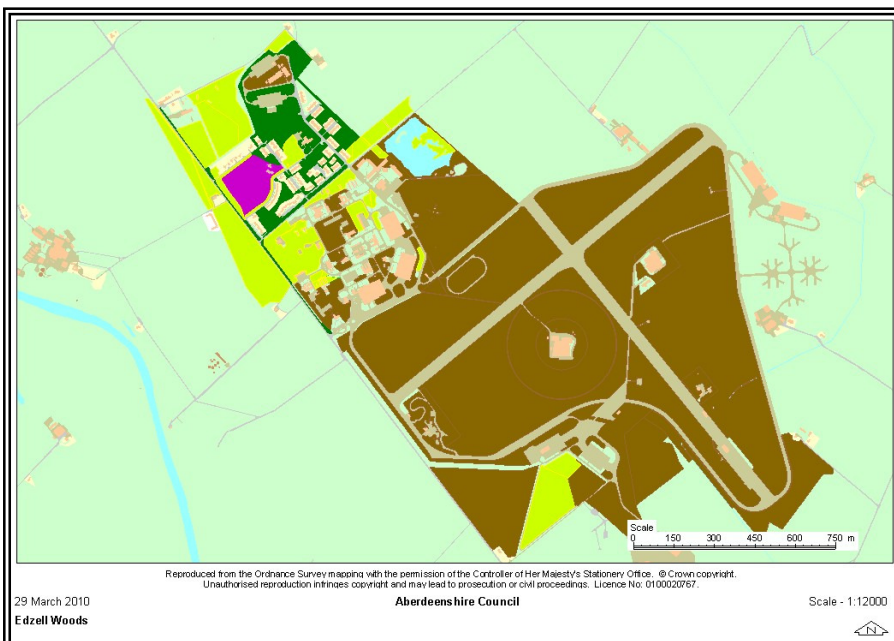 Scale
0 150 300 450 600 750 m
Reproduced from the Ordnance Survey mapping with the permission of the Controller of Her Majesty's Stationery Office. © Crown copyright.
Unauthorised reproduction infringes copyright and may lead to prosecution or civil proceedings. Licence No: 0100020767.
29 March 2010
Aberdeenshire Council
Scale - 1:12000
Edzell Woods
N